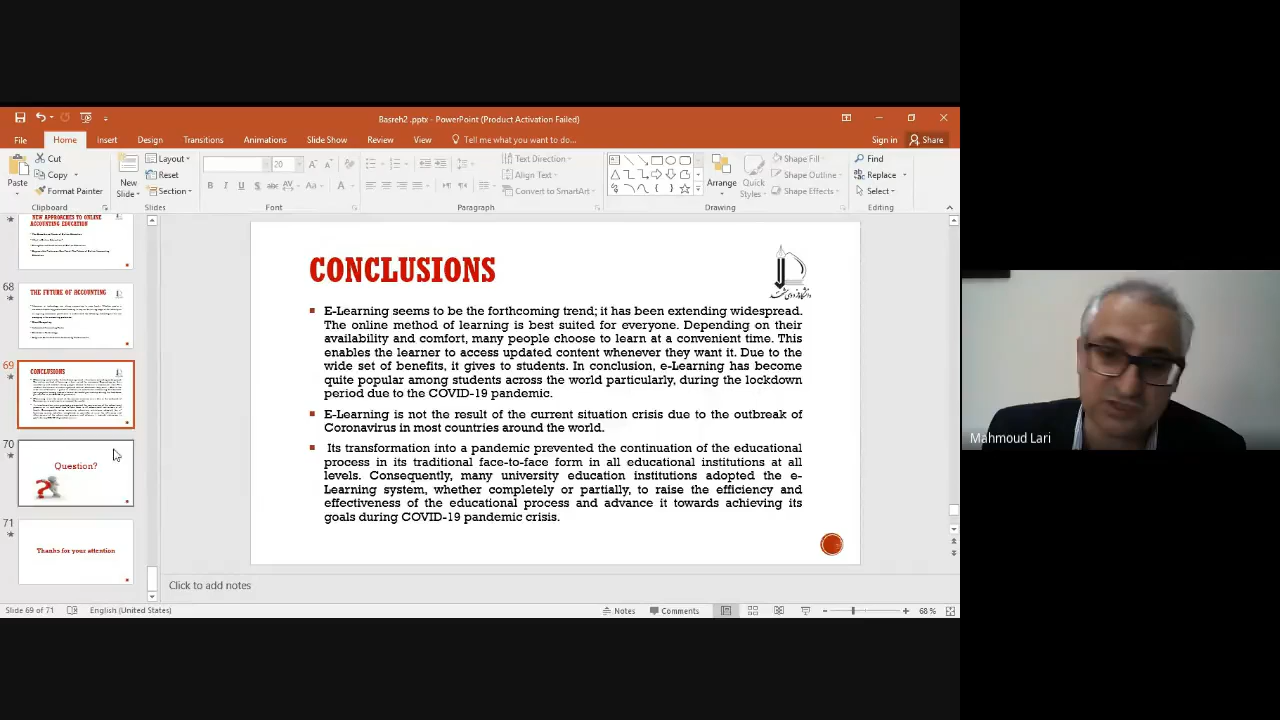 Basreh2 .pptx - PowerPoint (Product Activation Failed)
File Home Insert Design Transitions Animations Slide Show Review View Tell me what you want to do... Sign in Share
Paste
Cut
Copy
Format Painter
Clipboard
New Slide
Layout
Reset
Section
Slides
20
B I U S abc AV Aa A
Font
Paragraph
Text Direction
Align Text
Convert to SmartArt
Arrange
Quick Styles
Shape Fill
Shape Outline
Shape Effects
Drawing
Find
Replace
Select
Editing
NEW APPROACHES TO ONLINE
ACCOUNTING EDUCATION
68
THE FUTURE OF ACCOUNTING
69
CONCLUSIONS
70
Question?
71
Thanks for your attention
CONCLUSIONS
E-Learning seems to be the forthcoming trend; it has been extending widespread.
The online method of learning is best suited for everyone. Depending on their
availability and comfort, many people choose to learn at a convenient time. This
enables the learner to access updated content whenever they want it. Due to the
wide set of benefits, it gives to students. In conclusion, e-Learning has become
quite popular among students across the world particularly, during the lockdown
period due to the COVID-19 pandemic.
E-Learning is not the result of the current situation crisis due to the outbreak of
Coronavirus in most countries around the world.
Its transformation into a pandemic prevented the continuation of the educational
process in its traditional face-to-face form in all educational institutions at all
levels. Consequently, many university education institutions adopted the e-
Learning system, whether completely or partially, to raise the efficiency and
effectiveness of the educational process and advance it towards achieving its
goals during COVID-19 pandemic crisis.
Click to add notes
Slide 69 of 71 English (United States) Notes Comments 68 %
Mahmoud Lari